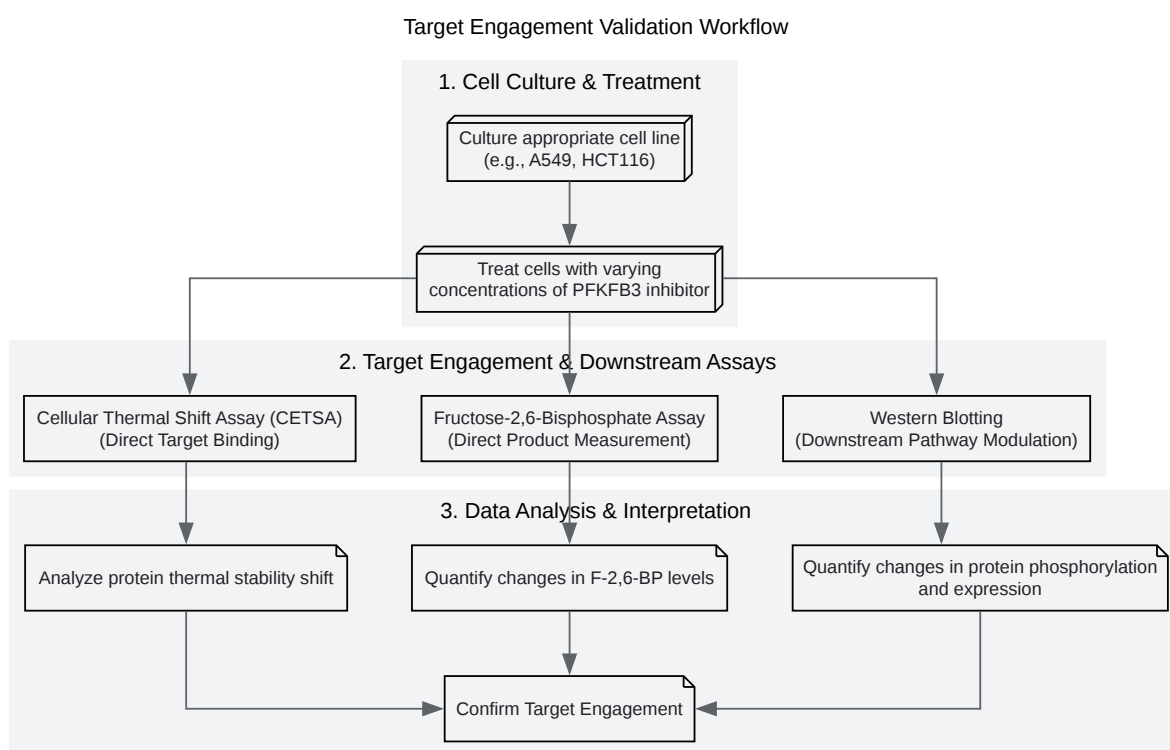 Target Engagement Validation Workflow
1. Cell Culture & Treatment
Culture appropriate cell line
(e.g., A549, HCT116)
Treat cells with varying
concentrations of PFKFB3 inhibitor
2. Target Engagement & Downstream Assays
Cellular Thermal Shift Assay (CETSA)
(Direct Target Binding)
Fructose-2,6-Bisphosphate Assay
(Direct Product Measurement)
Western Blotting
(Downstream Pathway Modulation)
3. Data Analysis & Interpretation
Analyze protein thermal stability shift
Quantify changes in F-2,6-BP levels
Quantify changes in protein phosphorylation
and expression
Confirm Target Engagement